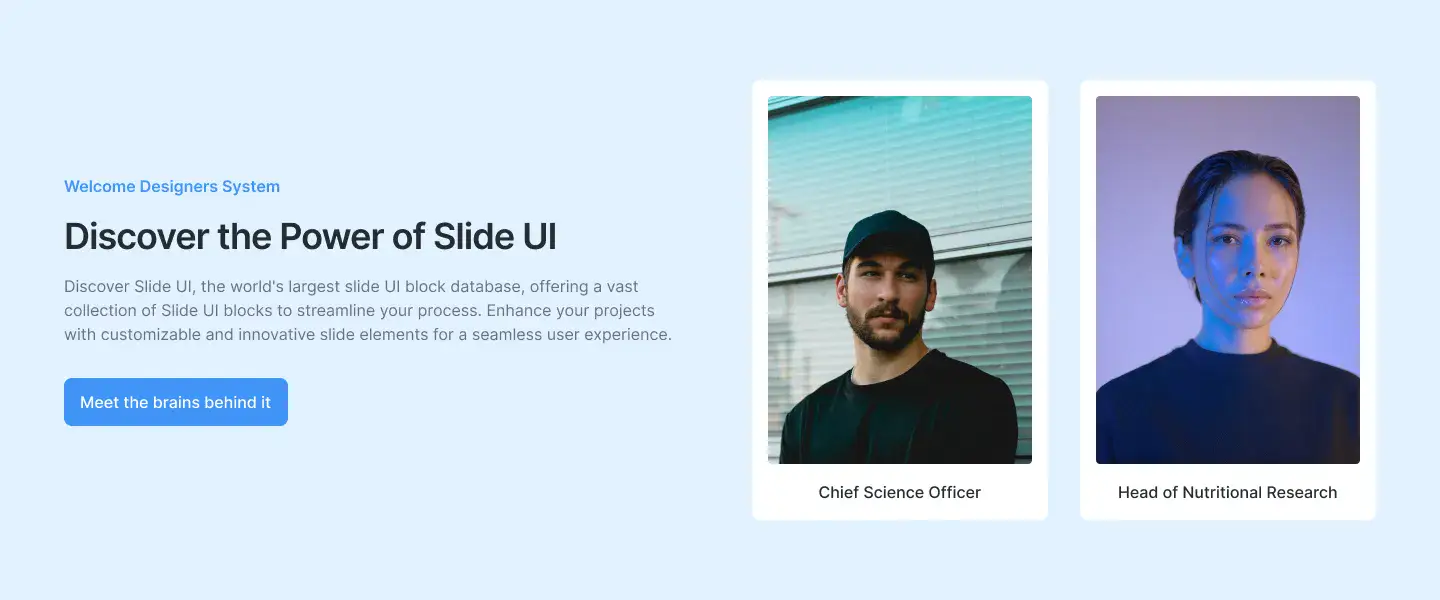 Welcome Designers System
Discover the Power of Slide UI
Discover Slide UI, the world's largest slide UI block database, offering a vast
collection of Slide UI blocks to streamline your process. Enhance your projects
with customizable and innovative slide elements for a seamless user experience.
Meet the brains behind it
Chief Science Officer
Head of Nutritional Research